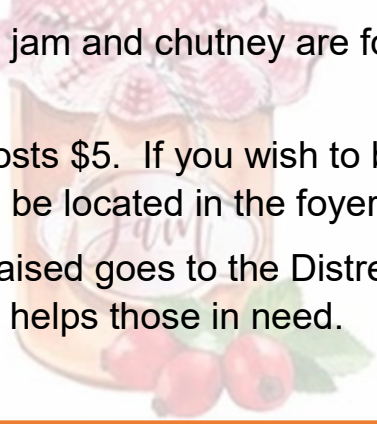 jam and chutney are fo
osts $5. If you wish to b
be located in the foyer
Jam
aised goes to the Distre
helps those in need.